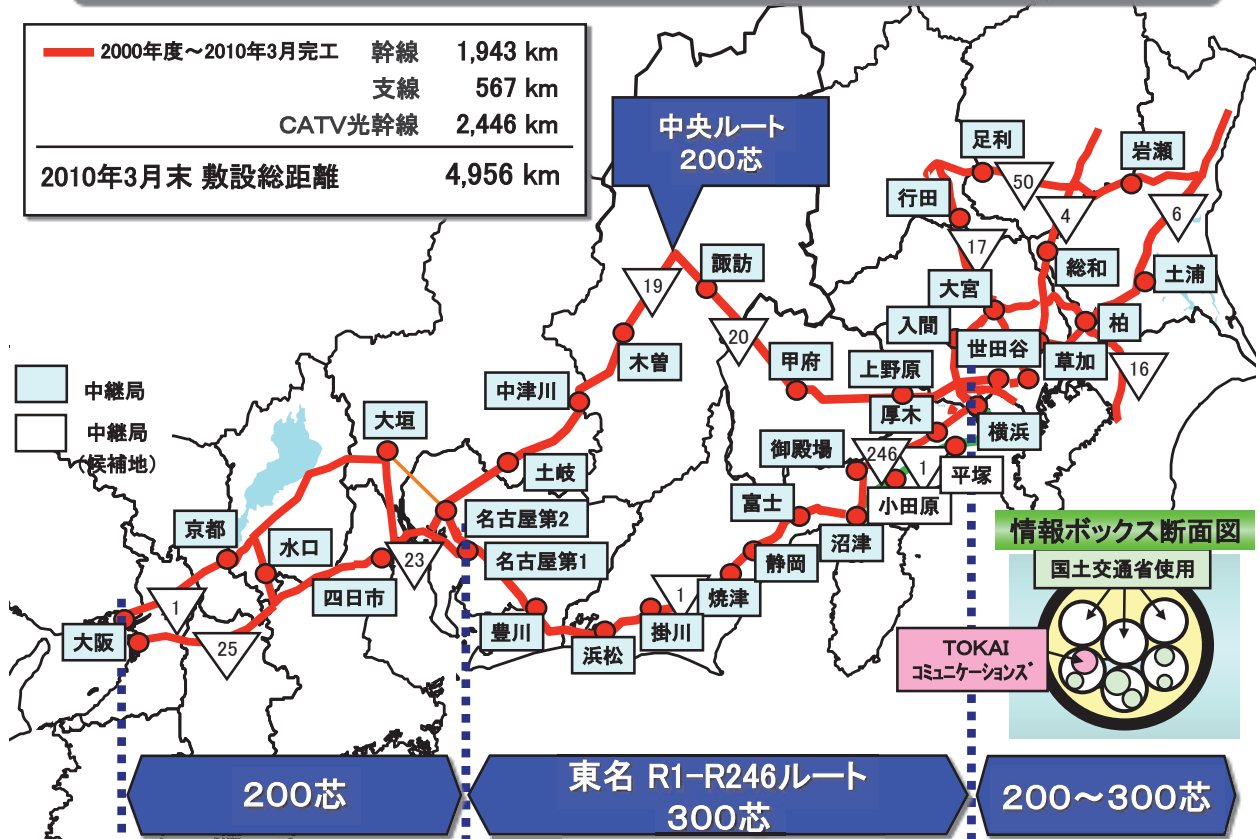 2000年度～2010年3月完工 幹線 1,943 km
支線 567 km
CATV光幹線 2,446 km
2010年3月末 敷設総距離 4,956 km
中央ルート
200芯
足利
岩瀬
50
行田
4
6
17
総和
土浦
諏訪
19
大宮
入間
世田谷
柏
20
草加
16
木曽
甲府
上野原
中津川
厚木
横浜
中継局
中継局
(候補地)
大垣
土岐
御殿場
246
1
平塚
小田原
富士
沼津
名古屋第2
名古屋第1
京都
水口
23
四日市
静岡
焼津
1
掛川
1
25
大阪
豊川
浜松
情報ボックス断面図
国土交通省使用
TOKAI
コミュニケーションズ
200芯
東名 R1-R246ルート
300芯
200～300芯